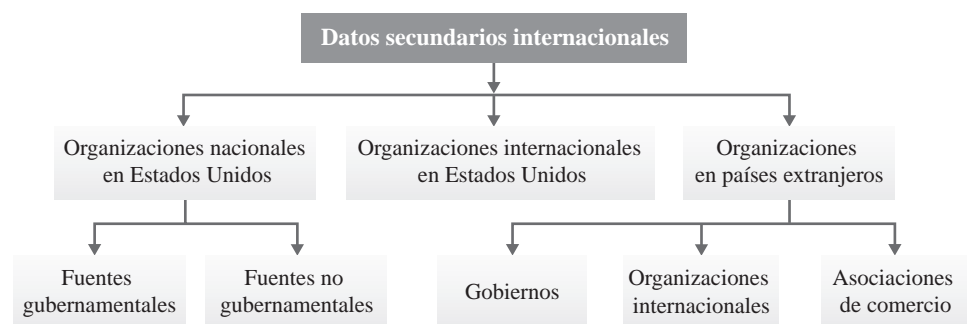 Datos secundarios internacionales
Organizaciones nacionales
en Estados Unidos
Organizaciones internacionales
en Estados Unidos
Organizaciones
en países extranjeros
Fuentes
gubernamentales
Fuentes no
gubernamentales
Gobiernos
Organizaciones
internacionales
Asociaciones
de comercio